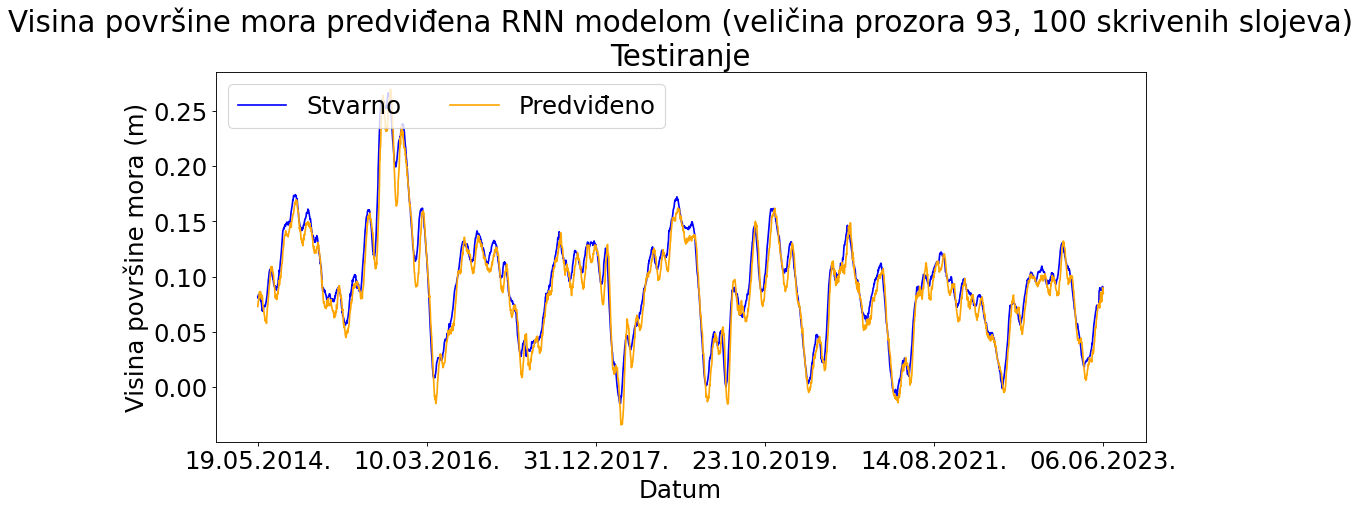 Visina površine mora predviđena RNN modelom (veličina prozora 93, 100 skrivenih slojeva)
Testiranje
Stvarno Predviđeno
Visina površine mora (m)
0.25
0.20
0.15
0.10
0.05
0.00
19.05.2014. 10.03.2016. 31.12.2017. 23.10.2019. 14.08.2021. 06.06.2023.
Datum